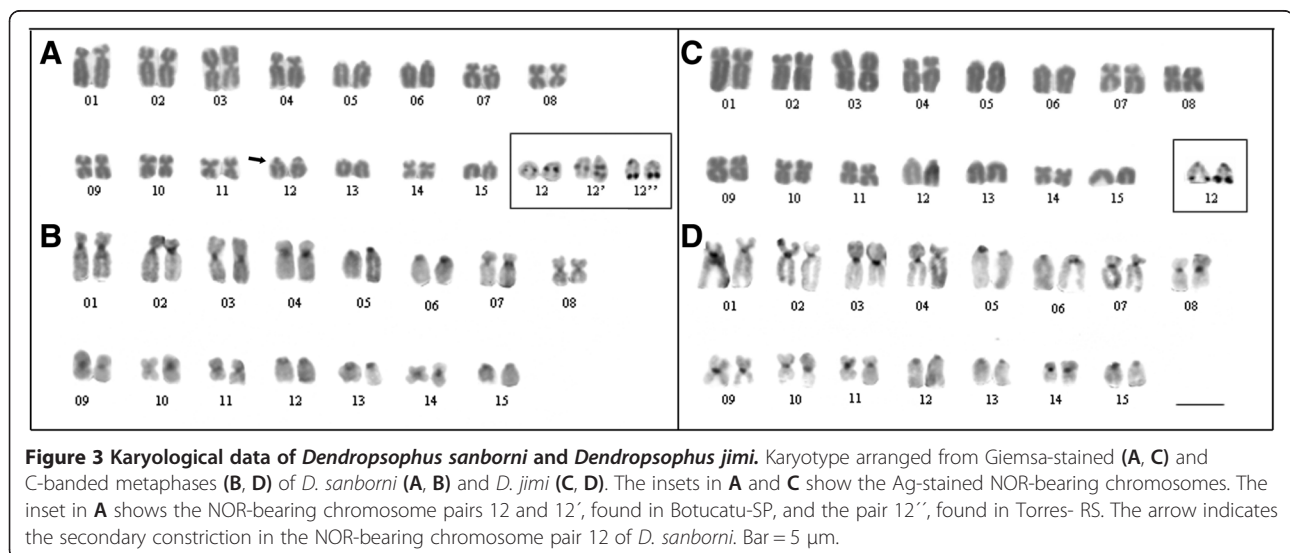 A
01 02 03 04 05 06 07 08
09 10 11 12 13 14 15 12 12’ 12’’
B
01 02 03 04 05 06 07 08
09 10 11 12 13 14 15
C
01 02 03 04 05 06 07 08
09 10 11 12 13 14 15 12
D
01 02 03 04 05 06 07 08
09 10 11 12 13 14 15
Figure 3 Karyological data of Dendropsophus sanborni and Dendropsophus jimi. Karyotype arranged from Giemsa-stained (A, C) and
C-banded metaphases (B, D) of D. sanborni (A, B) and D. jimi (C, D). The insets in A and C show the Ag-stained NOR-bearing chromosomes. The
inset in A shows the NOR-bearing chromosome pairs 12 and 12´, found in Botucatu-SP, and the pair 12´´, found in Torres- RS. The arrow indicates
the secondary constriction in the NOR-bearing chromosome pair 12 of D. sanborni. Bar = 5 μm.